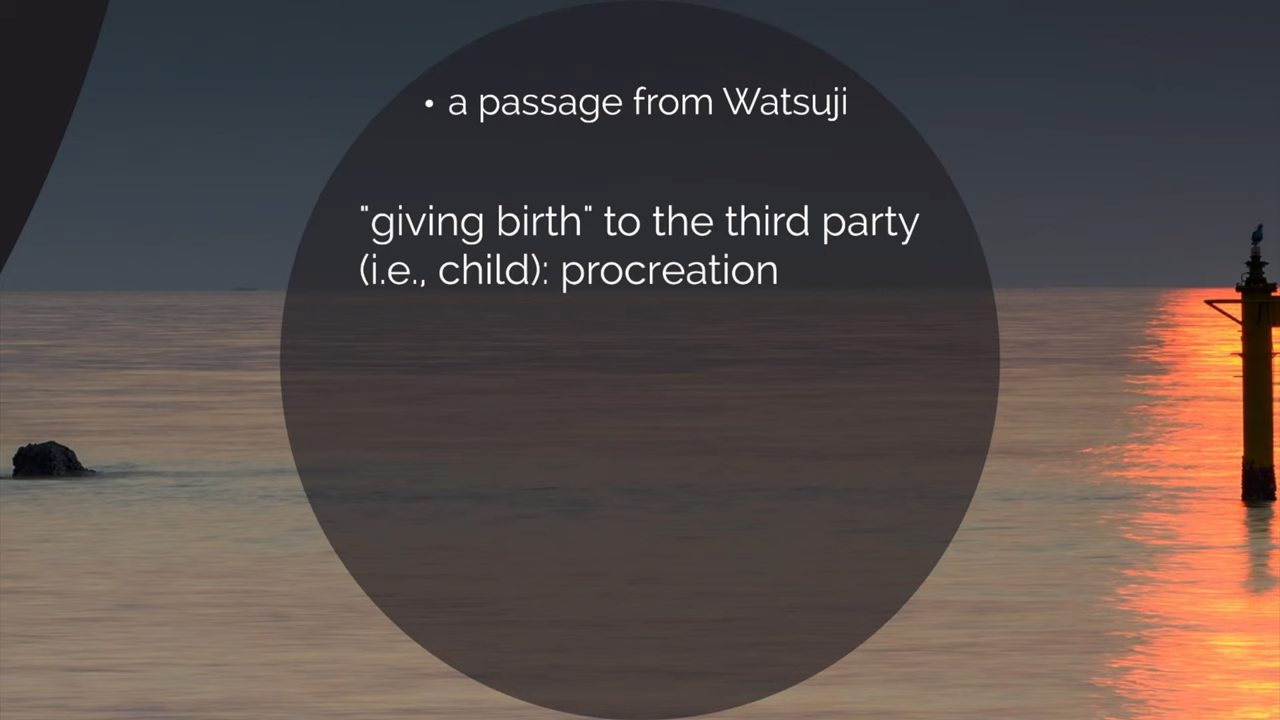 • a passage from Watsuji
"giving birth" to the third party
(i.e., child): procreation